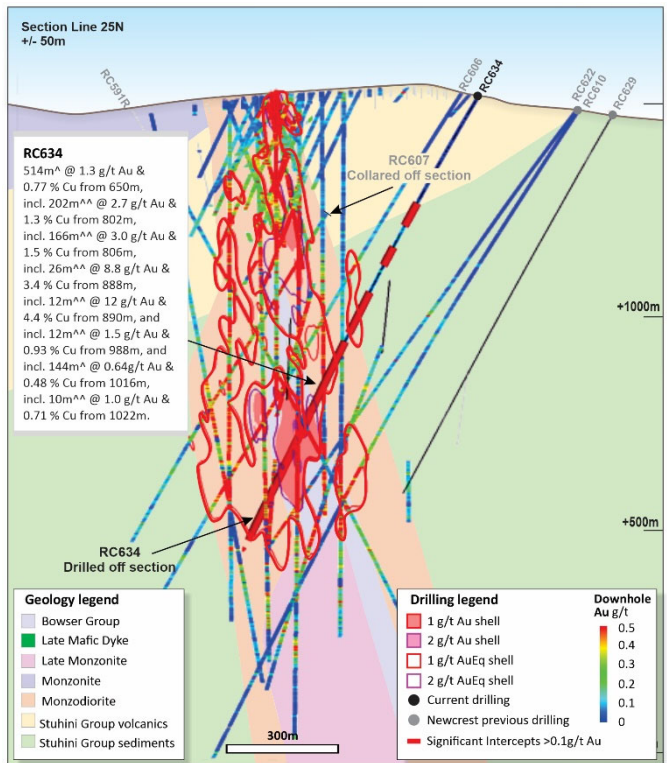 Section Line 25N
+/- 50m
RC591R
RC606
RC634
RC622
RC610
RC629
RC634
514m^ @ 1.3 g/t Au &
0.77 % Cu from 650m,
incl. 202m^^ @ 2.7 g/t Au &
1.3 % Cu from 802m,
incl. 166m^^ @ 3.0 g/t Au &
1.5 % Cu from 806m,
incl. 26m^^ @ 8.8 g/t Au &
3.4 % Cu from 888m,
incl. 12m^^ @ 12 g/t Au &
4.4 % Cu from 890m, and
incl. 12m^^ @ 1.5 g/t Au &
0.93 % Cu from 988m, and
incl. 144m^ @ 0.64g/t Au &
0.48 % Cu from 1016m,
incl. 10m^^ @ 1.0 g/t Au &
0.71 % Cu from 1022m.
RC607
Collared off section
+1000m
+500m
RC634
Drilled off section
Geology legend
Bowser Group
Late Mafic Dyke
Late Monzonite
Monzonite
Monzodiorite
Stuhini Group volcanics
Stuhini Group sediments
300m
Drilling legend
1 g/t Au shell
2 g/t Au shell
1 g/t AuEq shell
2 g/t AuEq shell
Current drilling
Newcrest previous drilling
Significant Intercepts >0.1g/t Au
Downhole
Au g/t
0.5
0.4
0.3
0.2
0.1
0